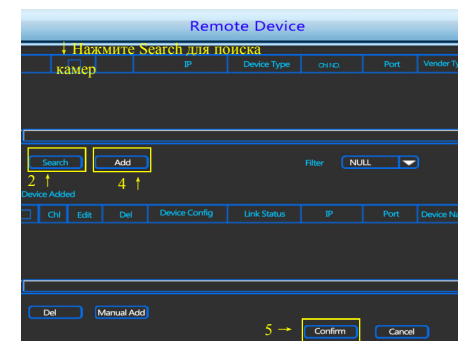 Remote Device
↓ Нажмите Search для поиска
камер
IP Device Type CH NO. Port Vender Ty
Search Add Filter NULL
2 ↑ 4 ↑
Device Added
Chl Edit Del Device Config Link Status IP Port Device Na
Del Manual Add
5 → Confirm Cancel